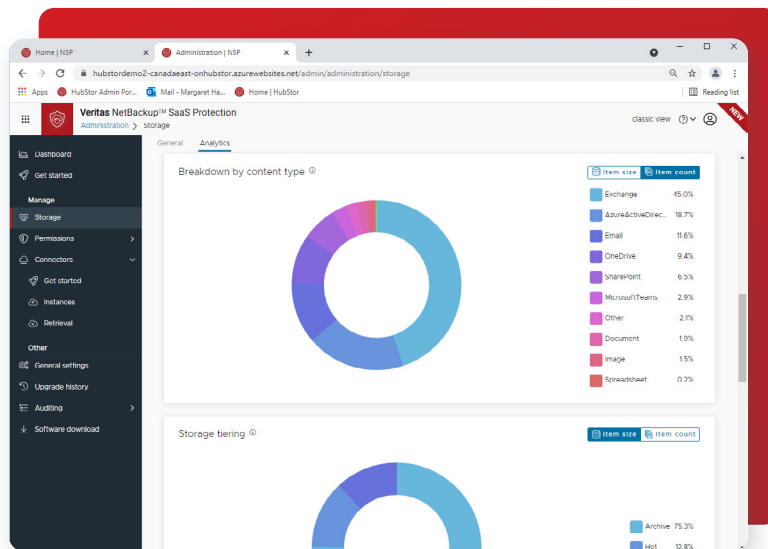 Home | NSP
Administration | NSP
hubstordemo2-canadaeast-onhubstor.azurewebsites.net/admin/administration/storage
Apps
HubStor Admin Por...
Mail - Margaret Ha...
Home | HubStor
Reading list
Veritas NetBackup™ SaaS Protection
Administration > Storage
classic view
NEW
General
Analytics
Dashboard
Get started
Manage
Storage
Permissions
Connectors
Get started
Instances
Retrieval
Other
General settings
Upgrade history
Auditing
Software download
Breakdown by content type
Item size
Item count
Exchange 45.0%
AzureActiveDirec... 18.7%
Email 11.6%
OneDrive 9.4%
SharePoint 6.5%
MicrosoftTeams 2.9%
Other 2.1%
Document 1.9%
Image 1.5%
Spreadsheet 0.2%
Storage tiering
Item size
Item count
Archive 75.3%
Hot 12.8%